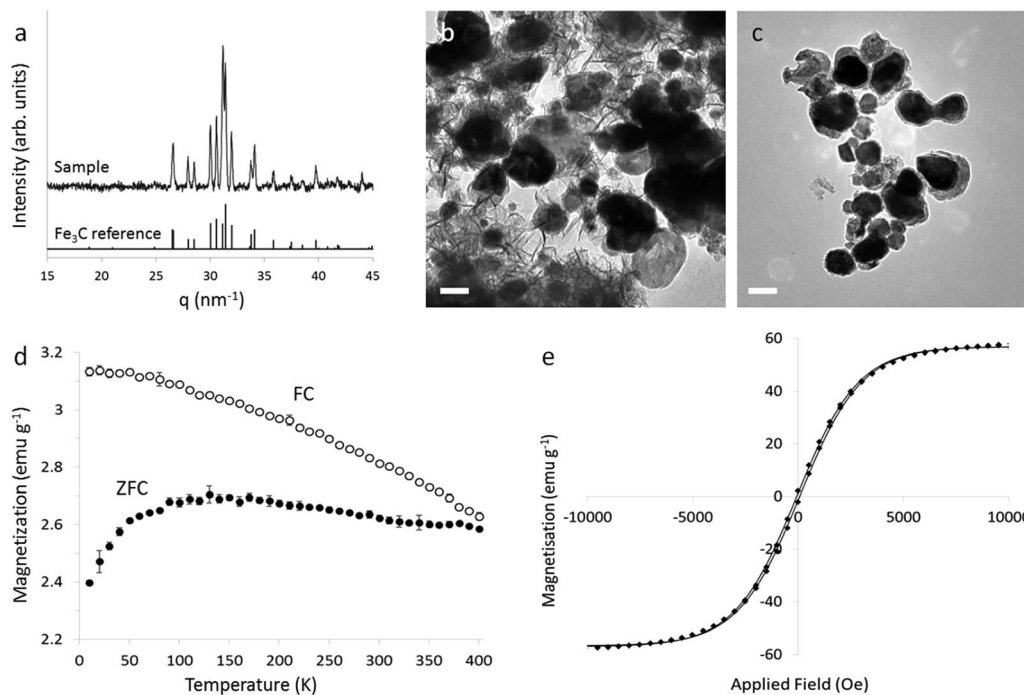 a
Intensity (arb. units)
Sample
Fe₃C reference
15 20 25 30 35 40 45
q (nm⁻¹)
b
c
d
Magnetization (emu g⁻¹)
3.2
3
2.8
2.6
2.4
2.2
FC
ZFC
0 50 100 150 200 250 300 350 400
Temperature (K)
e
Magnetisation (emu g⁻¹)
60
40
20
0
-10000 -5000 0 5000 10000
-20
-40
-60
Applied Field (Oe)